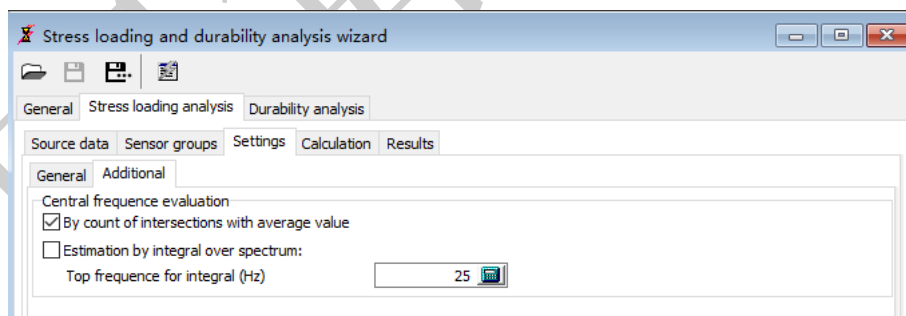 Stress loading and durability analysis wizard
General Stress loading analysis Durability analysis
Source data Sensor groups Settings Calculation Results
General Additional
Central frequence evaluation
By count of intersections with average value
Estimation by integral over spectrum:
Top frequence for integral (Hz) 25